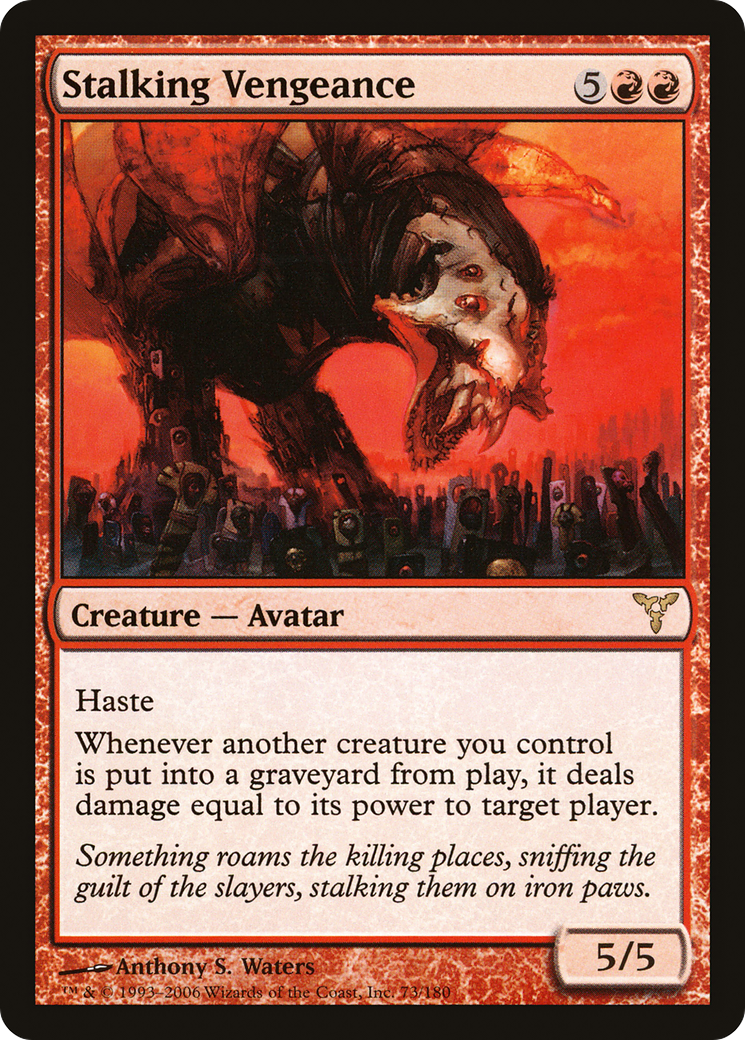 Stalking Vengeance 5
Creature — Avatar
Haste
Whenever another creature you control
is put into a graveyard from play, it deals
damage equal to its power to target player.
Something roams the killing places, sniffing the
guilt of the slayers, stalking them on iron paws.
5/5
Anthony S. Waters
™ & © 1993–2006 Wizards of the Coast, Inc. 73/180